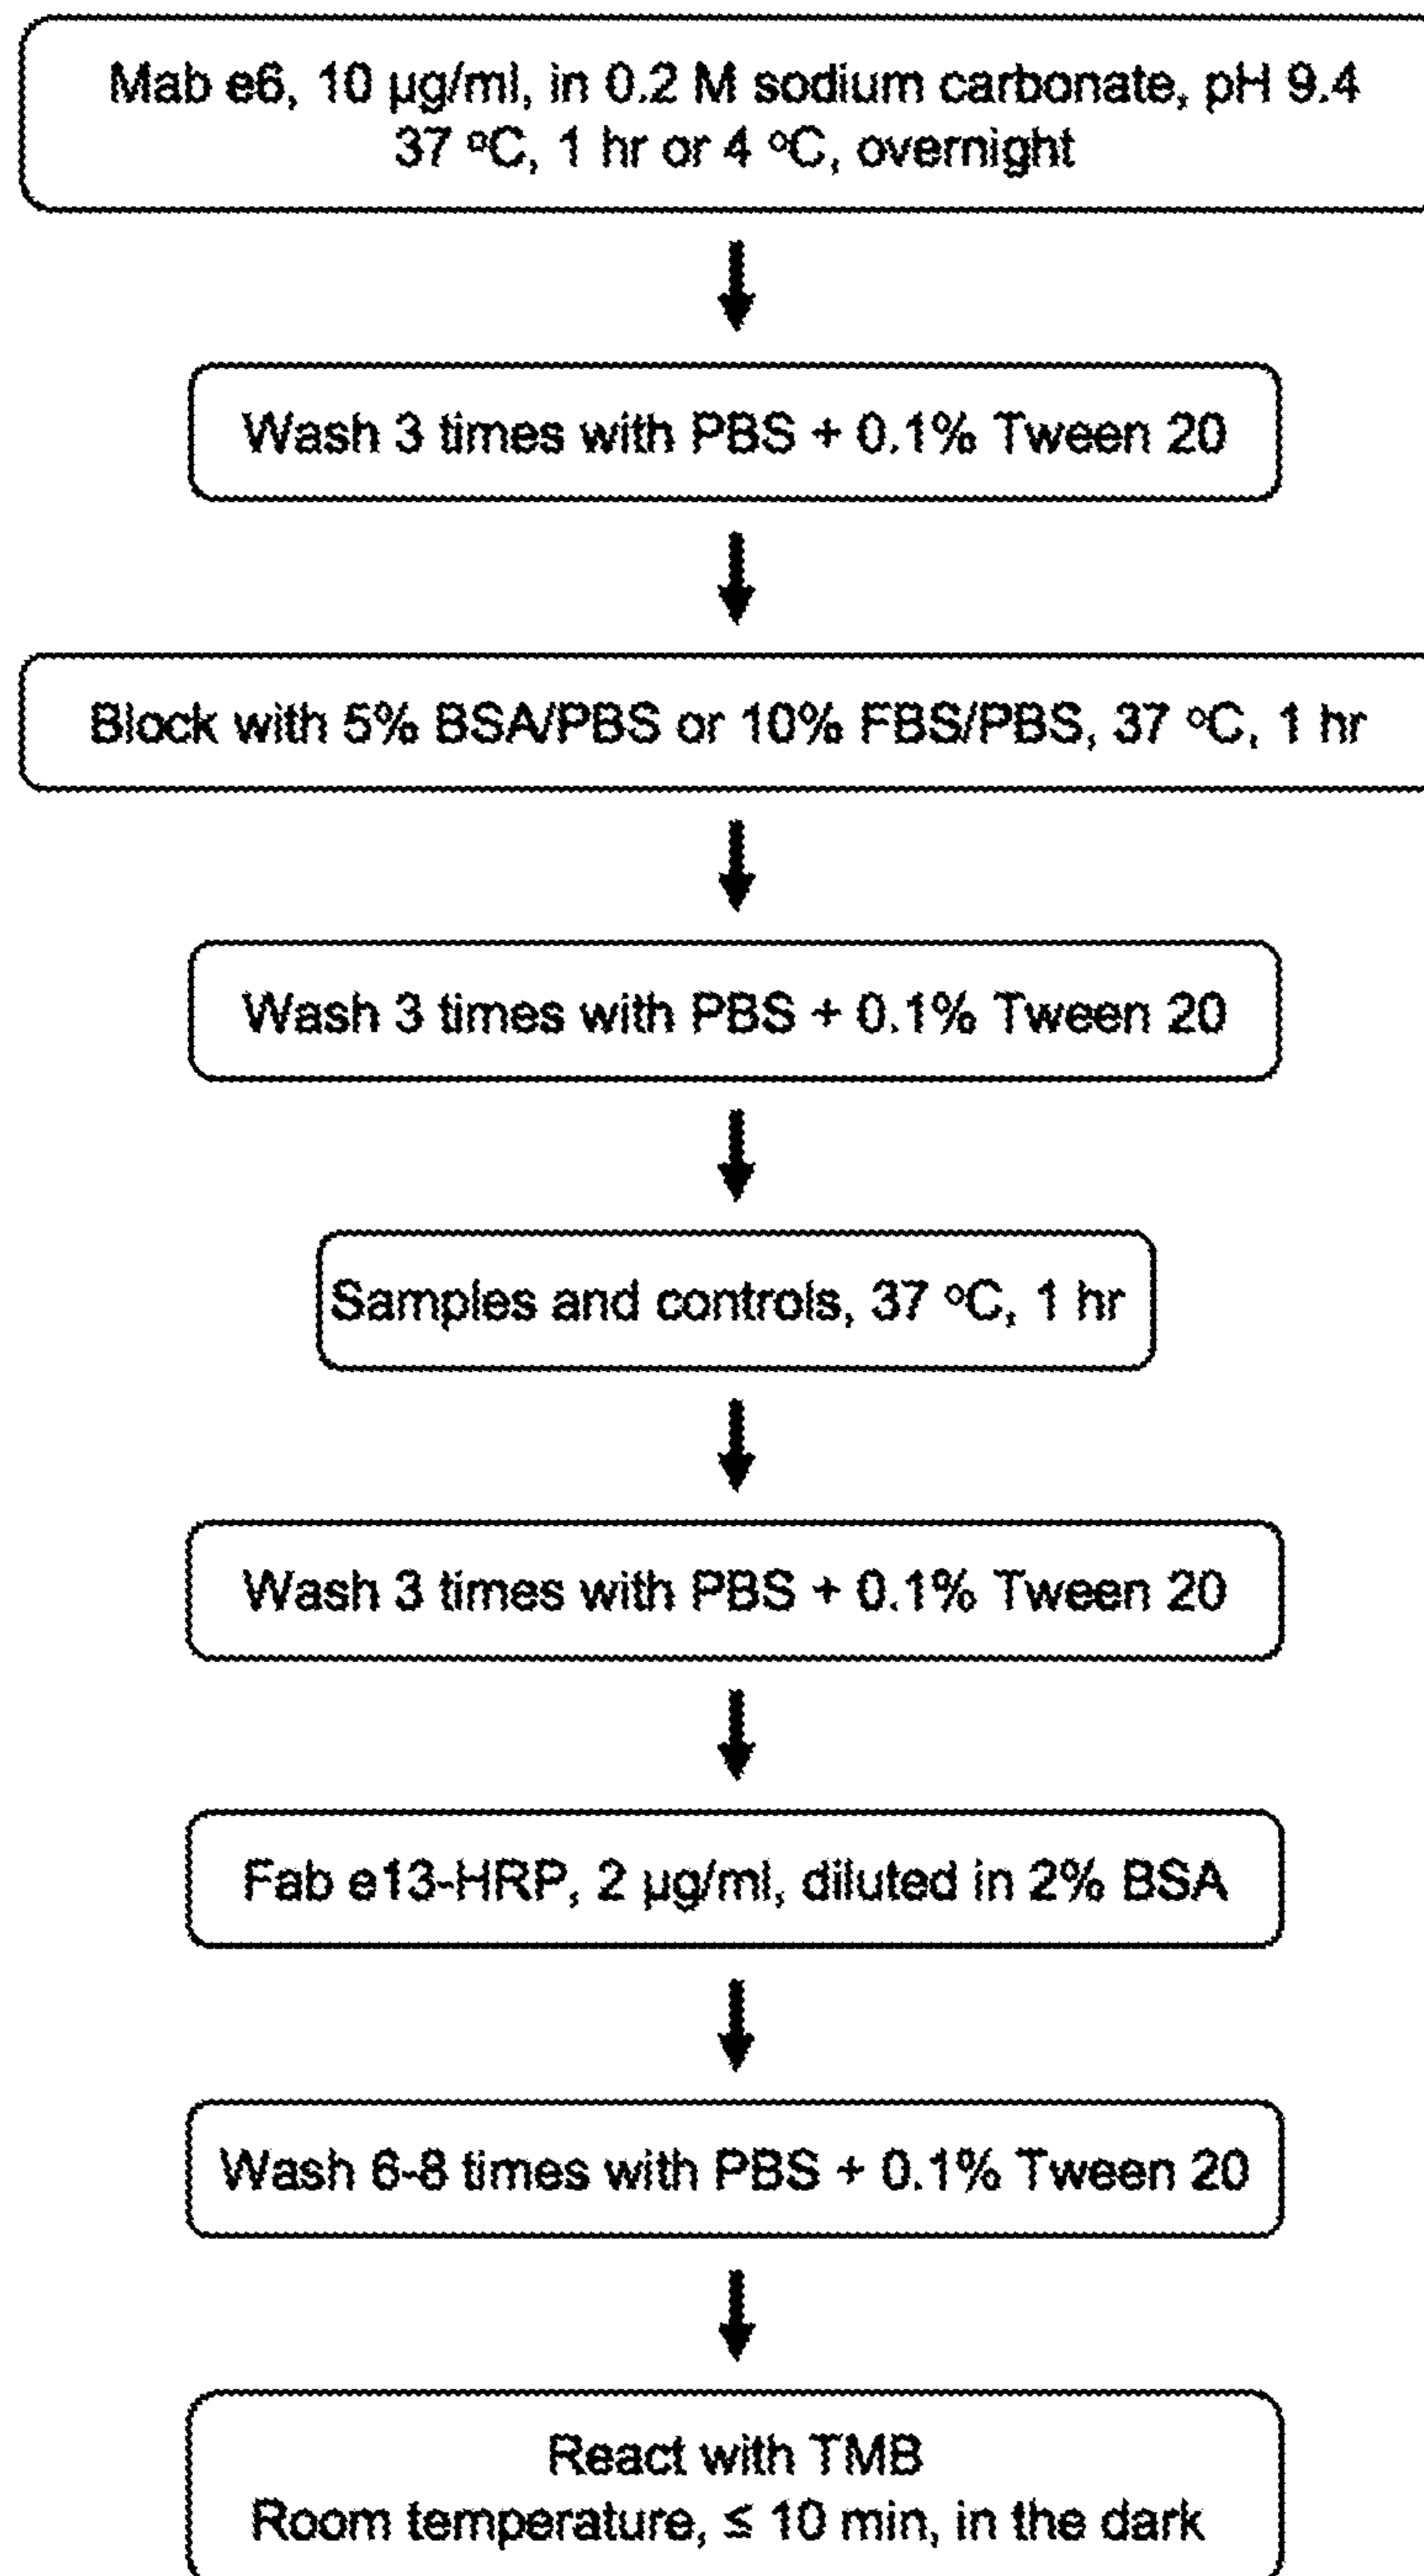 Mab e6, 10 µg/ml, in 0.2 M sodium carbonate, pH 9.4
37 ºC, 1 hr or 4 ºC, overnight
Wash 3 times with PBS + 0.1% Tween 20
Block with 5% BSA/PBS or 10% FBS/PBS, 37 ºC, 1 hr
Wash 3 times with PBS + 0.1% Tween 20
Samples and controls, 37 ºC, 1 hr
Wash 3 times with PBS + 0.1% Tween 20
Fab e13-HRP, 2 µg/ml, diluted in 2% BSA
Wash 6-8 times with PBS + 0.1% Tween 20
React with TMB
Room temperature, ≤ 10 min, in the dark